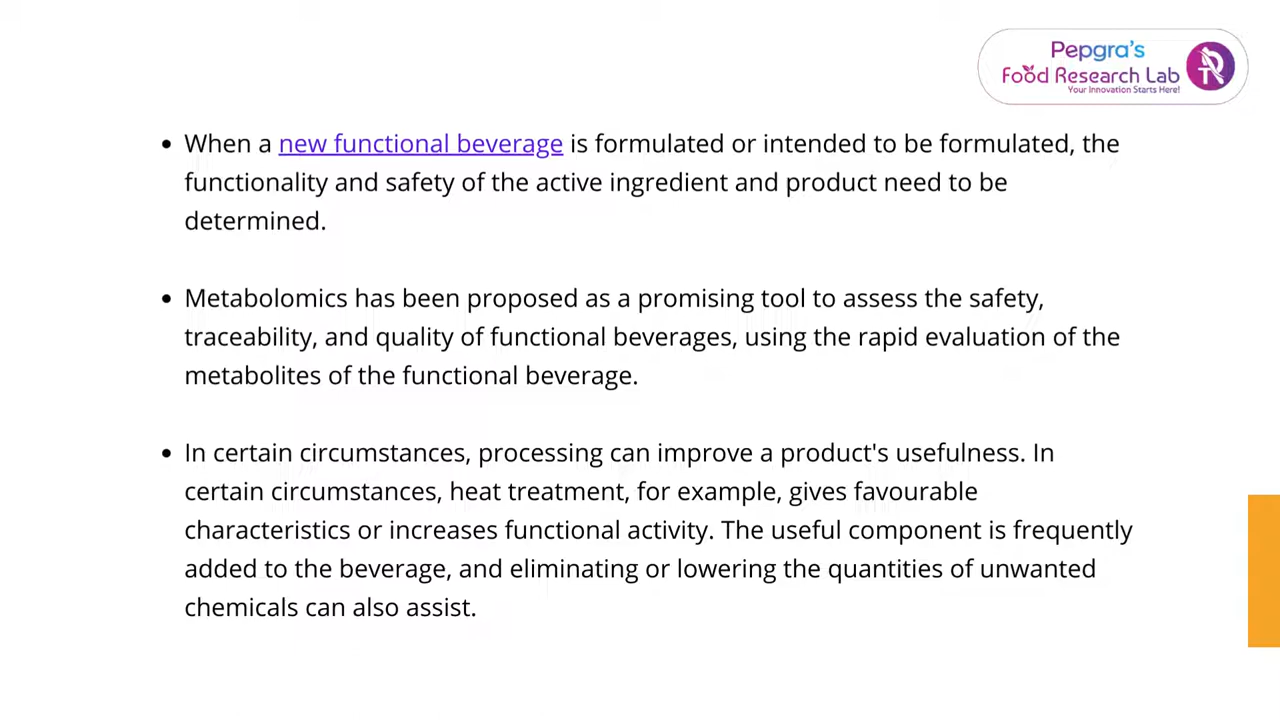 Pepgra's
Food Research Lab
Your Innovation Starts Here!
• When a new functional beverage is formulated or intended to be formulated, the
functionality and safety of the active ingredient and product need to be
determined.
• Metabolomics has been proposed as a promising tool to assess the safety,
traceability, and quality of functional beverages, using the rapid evaluation of the
metabolites of the functional beverage.
• In certain circumstances, processing can improve a product's usefulness. In
certain circumstances, heat treatment, for example, gives favourable
characteristics or increases functional activity. The useful component is frequently
added to the beverage, and eliminating or lowering the quantities of unwanted
chemicals can also assist.